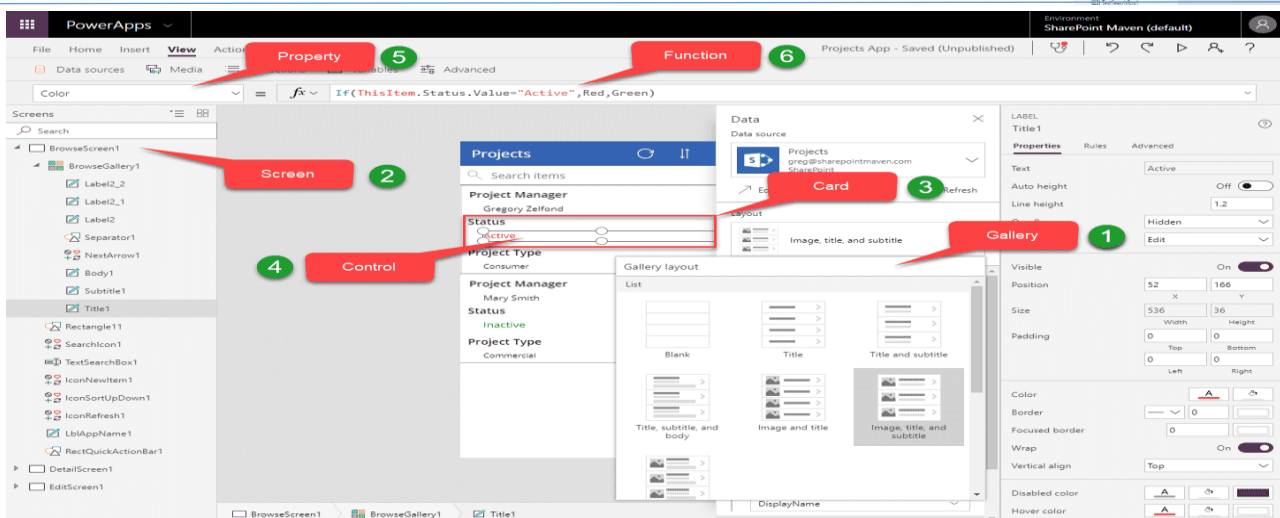 PowerApps
Environment
SharePoint Maven (default)
File Home Insert View Action
Projects App - Saved (Unpublished)
Property 5
Function 6
Data sources Media Advanced
Color = fx If(ThisItem.Status.Value="Active",Red,Green)
Screens
Search
BrowseScreen1
BrowseGallery1
Label2_2
Label2_1
Label2
Separator1
NextArrow1
Body1
Subtitle1
Title1
Rectangle11
SearchIcon1
TextSearchBox1
IconNewItem1
IconSortUpDown1
IconRefresh1
LblAppName1
RectQuickActionBar1
DetailScreen1
EditScreen1
Screen 2
4 Control
Projects
Search items
Project Manager
Gregory Zelfond
Status
Active
Project Type
Consumer
Project Manager
Mary Smith
Status
Inactive
Project Type
Commercial
Data
Data source
Projects
greg@sharepointmaven.com
SharePoint
Refresh
Card 3
Layout
Image, title, and subtitle
Gallery 1
Gallery layout
List
Blank
Title
Title and subtitle
Title, subtitle, and body
Image and title
Image, title, and subtitle
DisplayName
LABEL
Title1
Properties Rules Advanced
Text Active
Auto height Off
Line height 1.2
Hidden
Edit
Visible On
Position 52 166
X Y
Size 536 36
Width Height
Padding 0 0
Top Bottom
0 0
Left Right
Color
Border 0
Focused border 0
Wrap On
Vertical align Top
Disabled color
Hover color
BrowseScreen1 BrowseGallery1 Title1